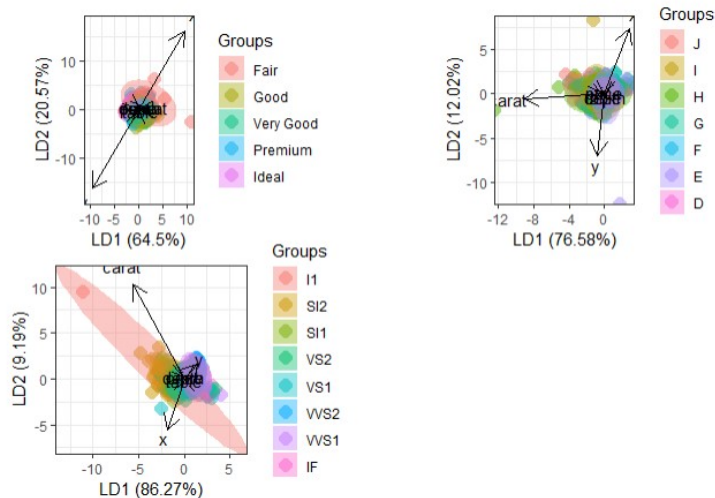 Groups
Fair
Good
Very Good
Premium
Ideal
LD2 (20.57%)
10
0
-10
-10 -5 0 5 10
LD1 (64.5%)
Groups
J
I
H
G
F
E
D
LD2 (12.02%)
5
0
-5
-10
arat
y
-12 -8 -4 0
LD1 (76.58%)
Groups
I1
SI2
SI1
VS2
VS1
VVS2
VVS1
IF
LD2 (9.19%)
10
5
0
-5
carat
y
x
-10 -5 0 5
LD1 (86.27%)